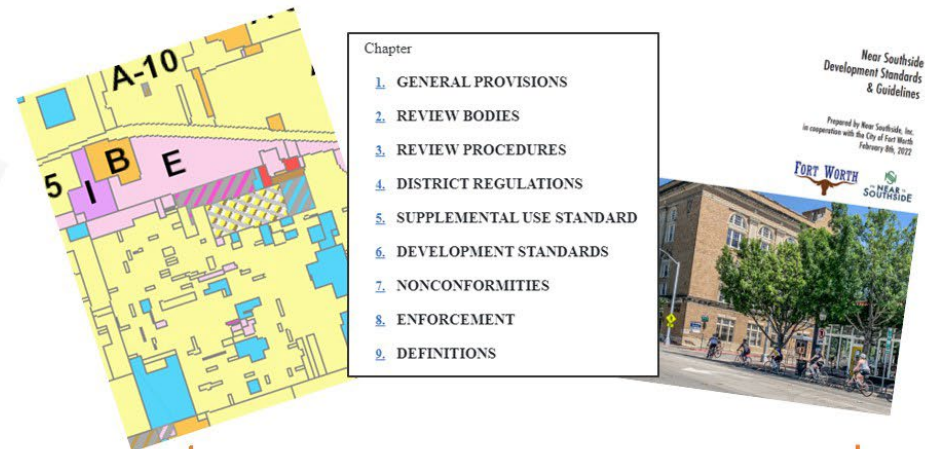 A-10
5
I
B
E
Chapter
1. GENERAL PROVISIONS
2. REVIEW BODIES
3. REVIEW PROCEDURES
4. DISTRICT REGULATIONS
5. SUPPLEMENTAL USE STANDARD
6. DEVELOPMENT STANDARDS
7. NONCONFORMITIES
8. ENFORCEMENT
9. DEFINITIONS
Near Southside
Development Standards
& Guidelines
Prepared by Near Southside, Inc.
in cooperation with the City of Fort Worth
February 8th, 2022
FORT WORTH
NEAR
SOUTHSIDE